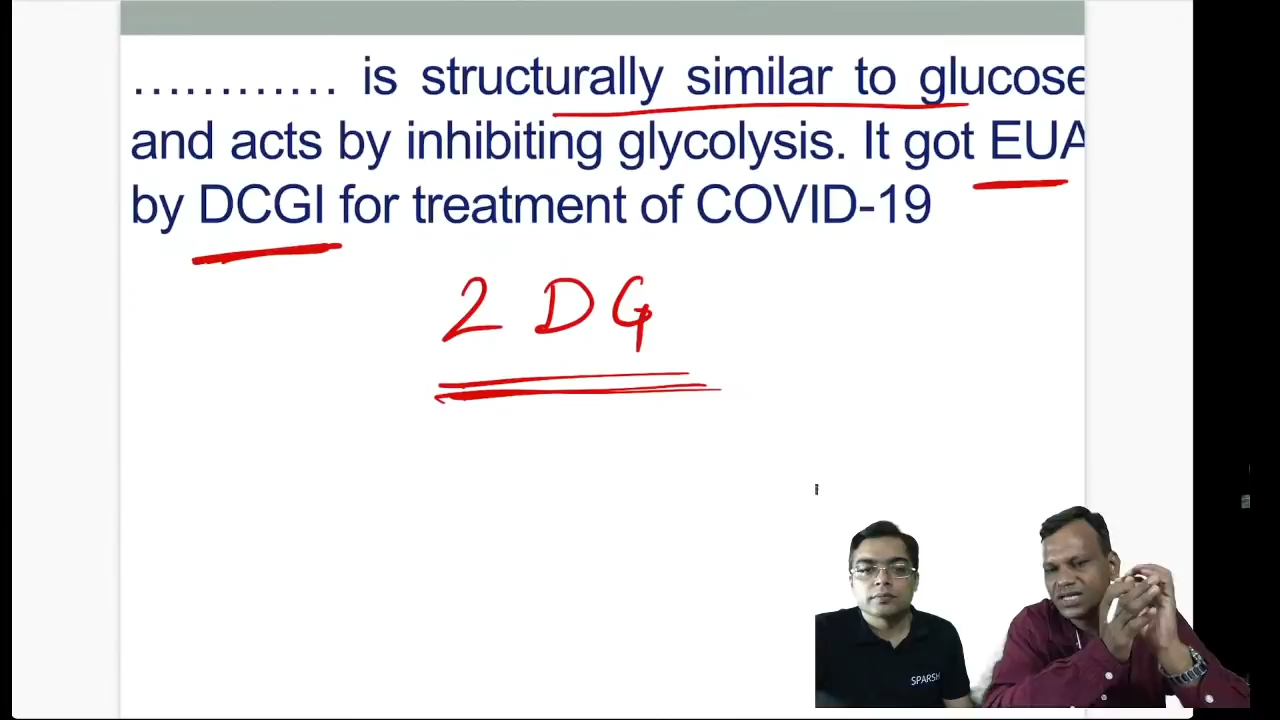 ………… is structurally similar to glucose
and acts by inhibiting glycolysis. It got EUA
by DCGI for treatment of COVID-19
2 DG
SPARSH